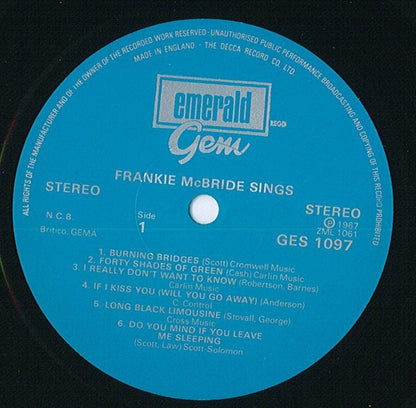 ALL RIGHTS OF THE MANUFACTURER AND OF THE OWNER OF THE RECORDED WORK RESERVED · UNAUTHORISED PUBLIC PERFORMANCE BROADCASTING AND COPYING OF THIS RECORD PROHIBITED
MADE IN ENGLAND · THE DECCA RECORD CO. LTD.
emerald
REGD
Gem
FRANKIE McBRIDE SINGS
STEREO
STEREO
N.C.B.
Side
Ⓟ 1967
Britico, GEMA
1
ZML 1061
GES 1097
1. BURNING BRIDGES (Scott) Cromwell Music
2. FORTY SHADES OF GREEN (Cash) Carlin Music
3. I REALLY DON'T WANT TO KNOW (Robertson, Barnes)
Carlin Music
4. IF I KISS YOU (WILL YOU GO AWAY) (Anderson)
C. Control
5. LONG BLACK LIMOUSINE (Stovall, George)
Cross Music
6. DO YOU MIND IF YOU LEAVE
ME SLEEPING
(Scott, Law) Scott-Solomon